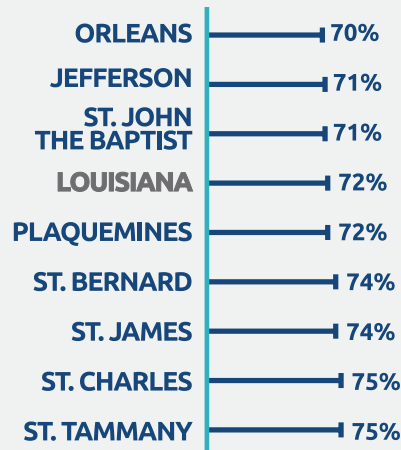 ORLEANS 70%
JEFFERSON 71%
ST. JOHN
THE BAPTIST 71%
LOUISIANA 72%
PLAQUEMINES 72%
ST. BERNARD 74%
ST. JAMES 74%
ST. CHARLES 75%
ST. TAMMANY 75%